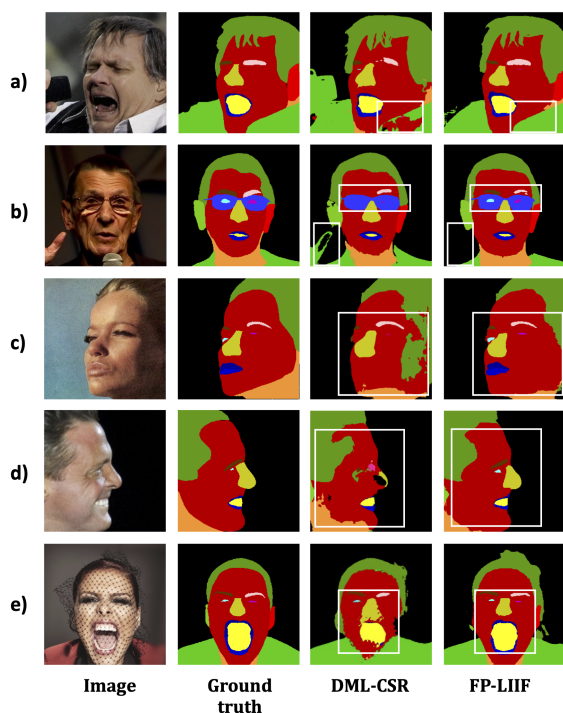 a)
b)
c)
d)
e)
Image
Ground truth
DML-CSR
FP-LIIF